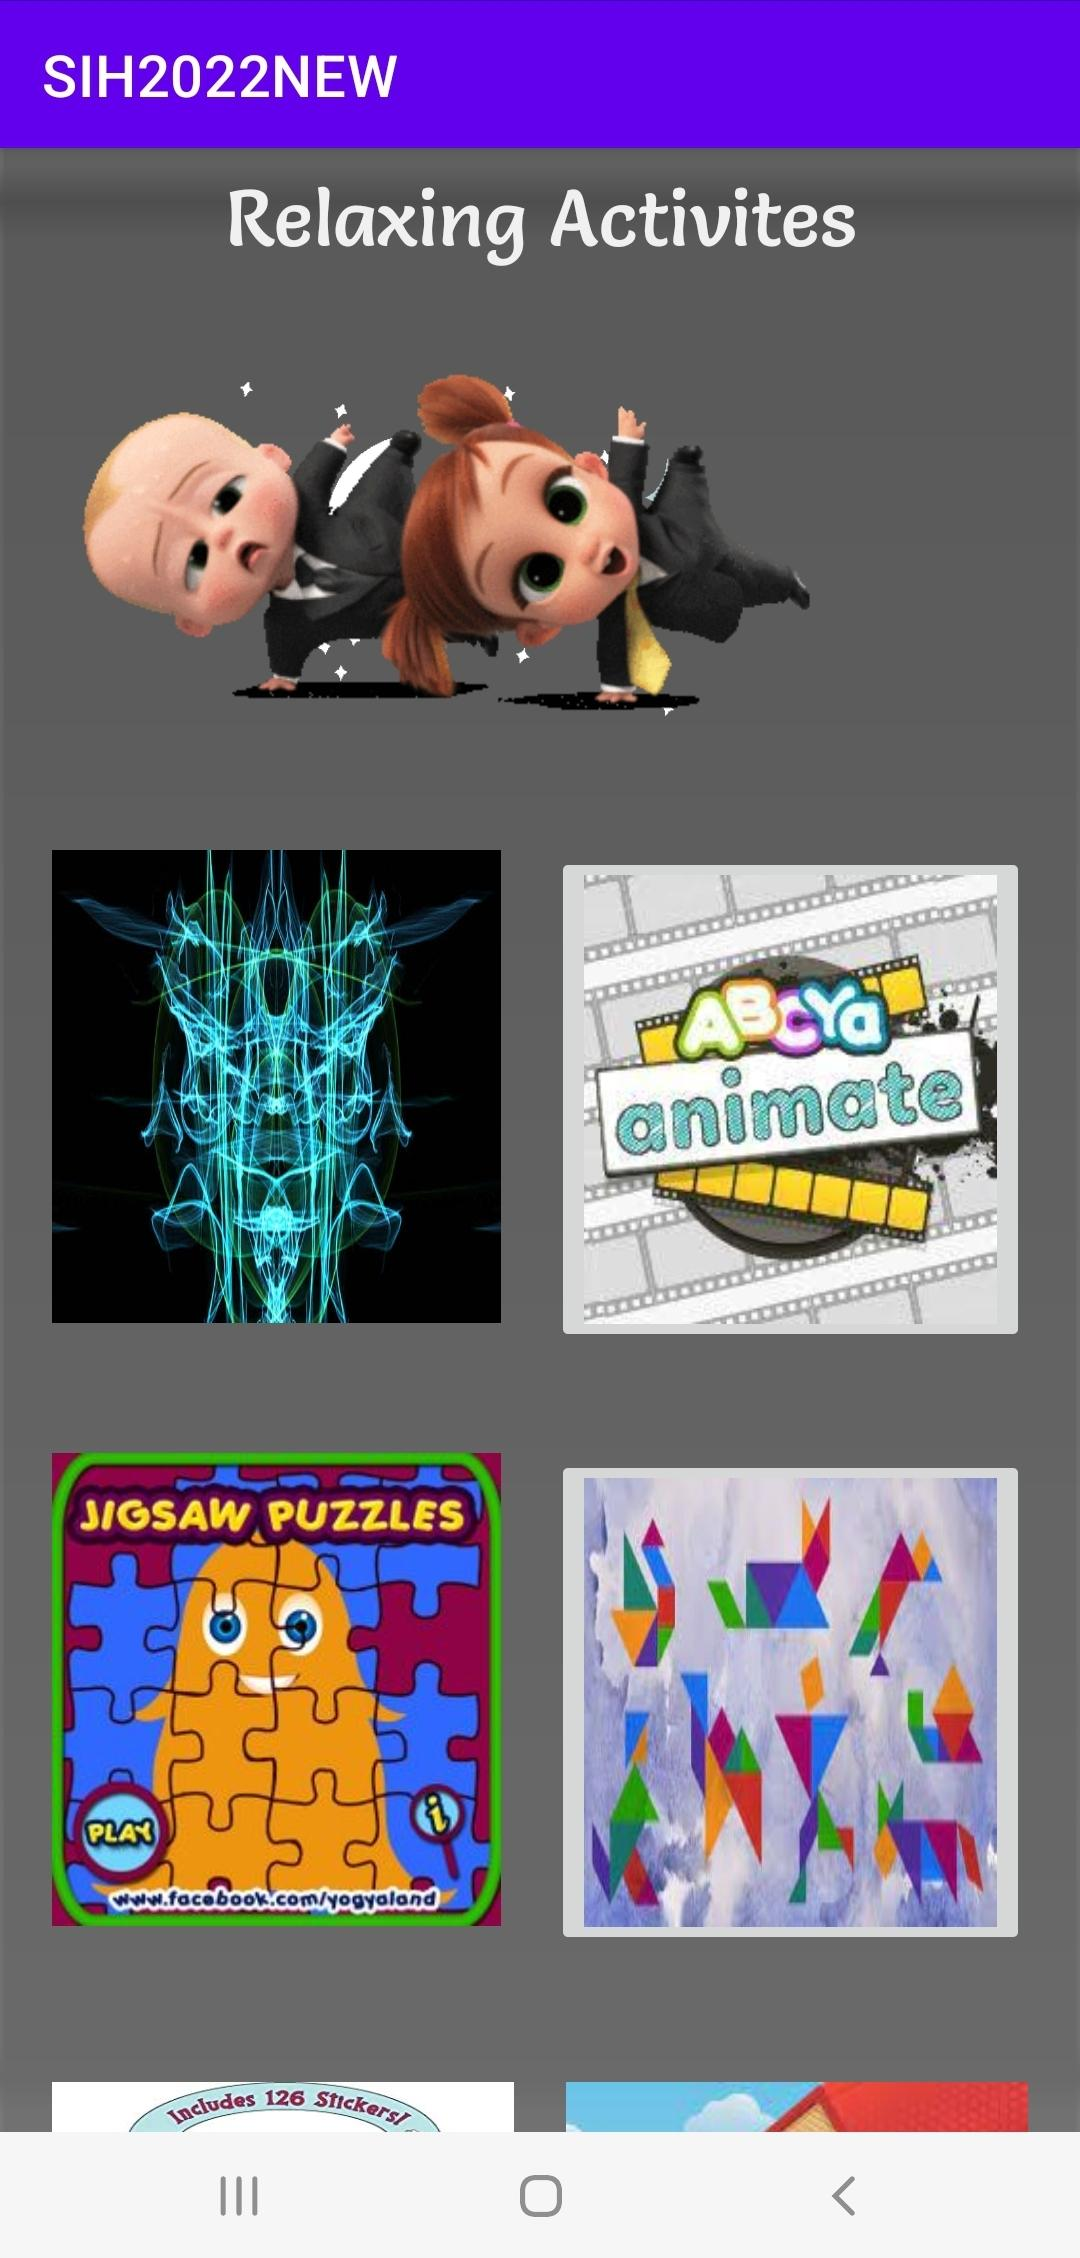 SIH2022NEW
Relaxing Activites
ABCYa
animate
JIGSAW PUZZLES
PLAY
i
www.facebook.com/yogyaland
Includes 126 Stickers!